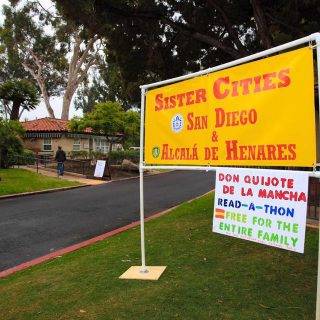 SISTER CITIES
SAN DIEGO
&
ALCALÁ DE HENARES
DON QUIJOTE
DE LA MANCHA
READ-A-THON
FREE FOR THE
ENTIRE FAMILY